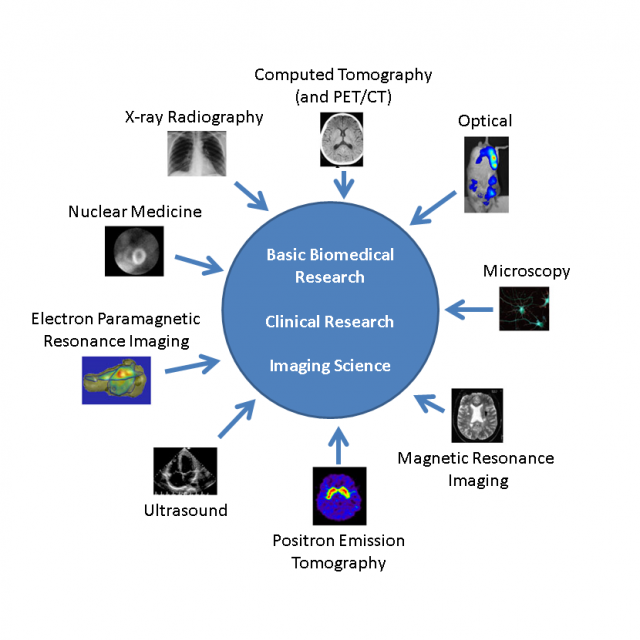 Computed Tomography
(and PET/CT)
X-ray Radiography
Optical
Nuclear Medicine
Basic Biomedical
Research
Clinical Research
Imaging Science
Microscopy
Electron Paramagnetic
Resonance Imaging
Magnetic Resonance
Imaging
Ultrasound
Positron Emission
Tomography